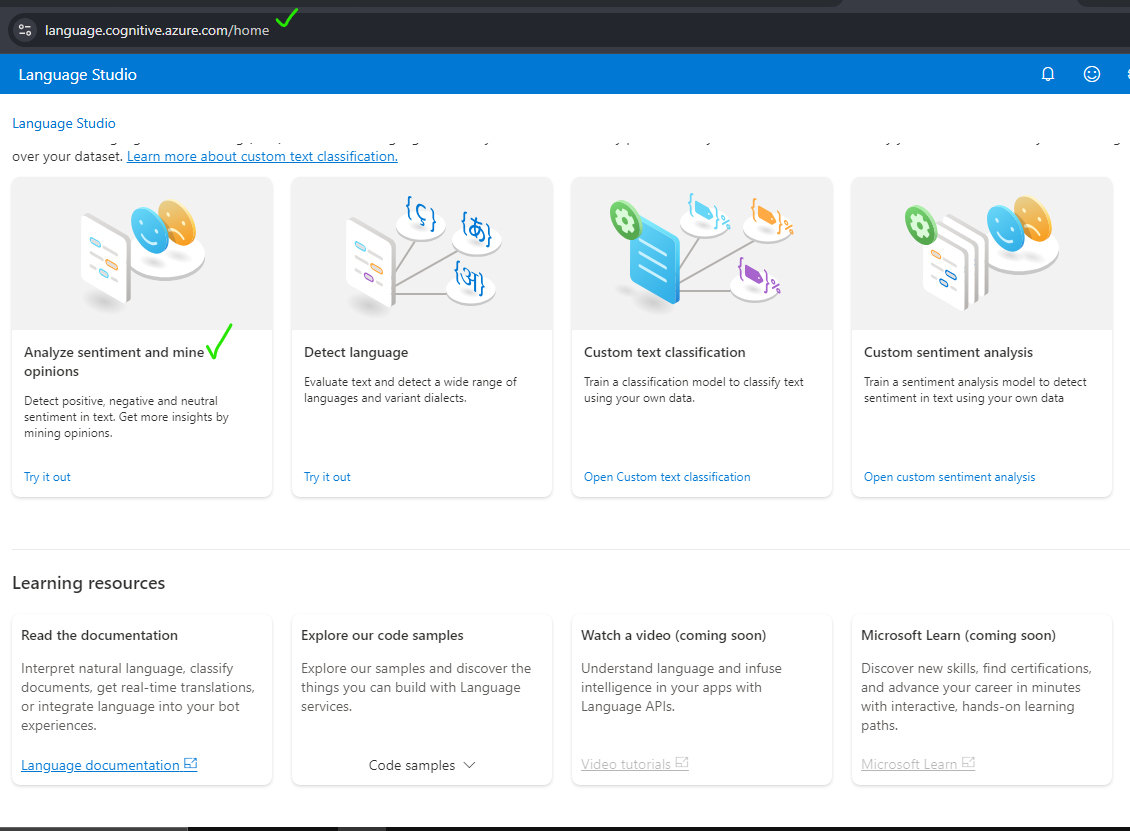 language.cognitive.azure.com/home
Language Studio
Language Studio
over your dataset. Learn more about custom text classification.
Analyze sentiment and mine
opinions
Detect positive, negative and neutral
sentiment in text. Get more insights by
mining opinions.
Try it out
Detect language
Evaluate text and detect a wide range of
languages and variant dialects.
Try it out
Custom text classification
Train a classification model to classify text
using your own data.
Open Custom text classification
Custom sentiment analysis
Train a sentiment analysis model to detect
sentiment in text using your own data
Open custom sentiment analysis
Learning resources
Read the documentation
Interpret natural language, classify
documents, get real-time translations,
or integrate language into your bot
experiences.
Language documentation
Explore our code samples
Explore our samples and discover the
things you can build with Language
services.
Code samples
Watch a video (coming soon)
Understand language and infuse
intelligence in your apps with
Language APIs.
Video tutorials
Microsoft Learn (coming soon)
Discover new skills, find certifications,
and advance your career in minutes
with interactive, hands-on learning
paths.
Microsoft Learn